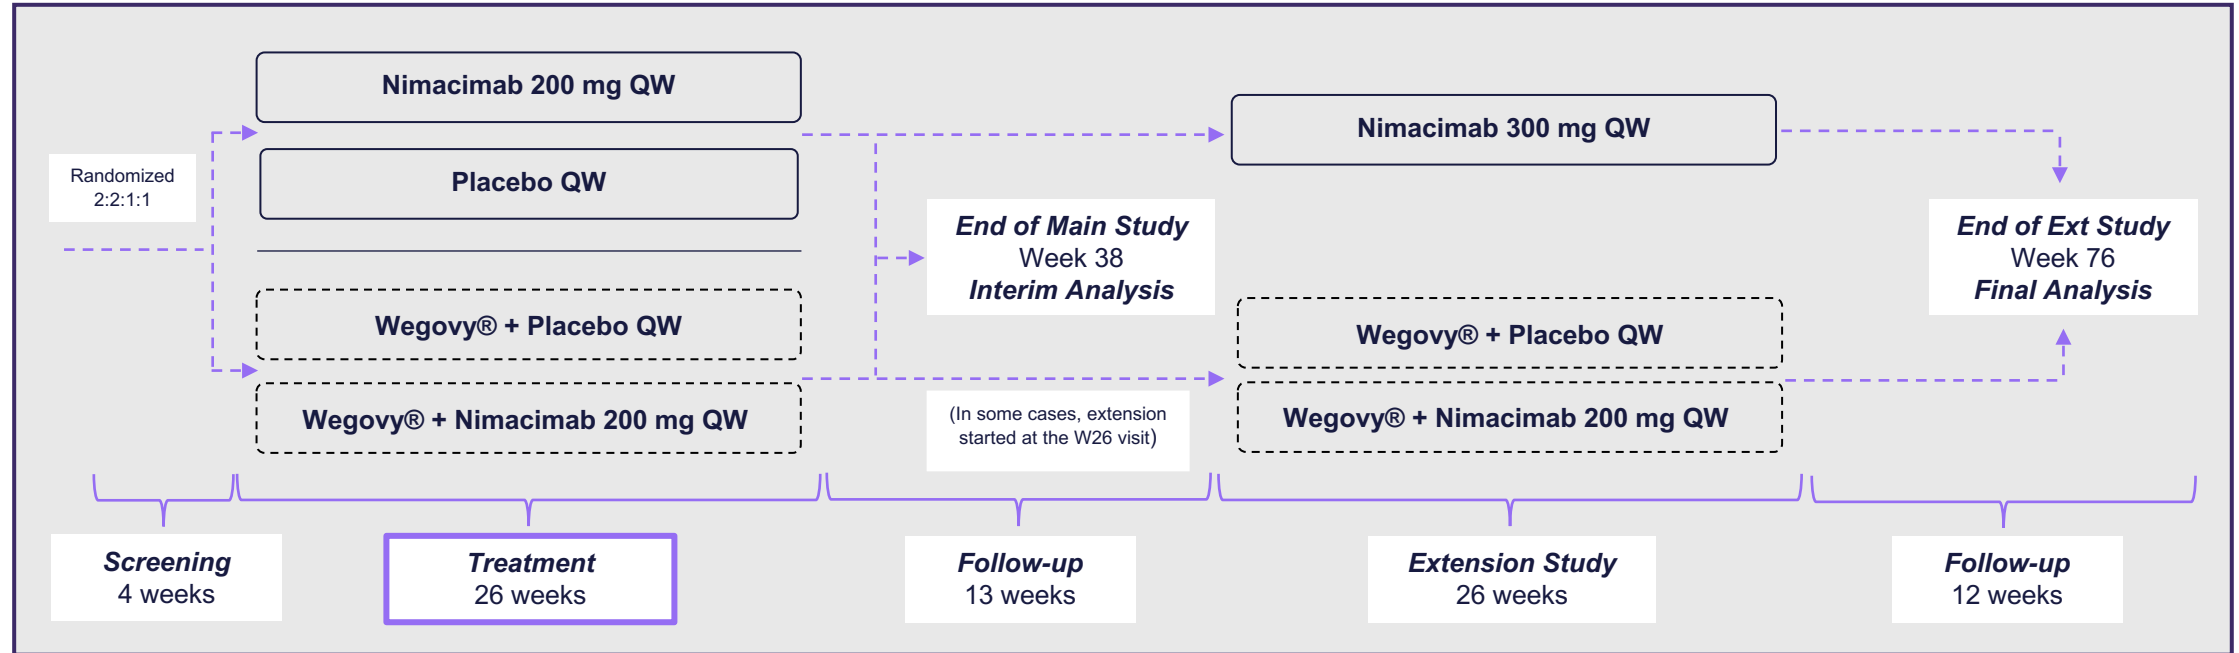 Randomized
2:2:1:1
Nimacimab 200 mg QW
Placebo QW
Wegovy® + Placebo QW
Wegovy® + Nimacimab 200 mg QW
End of Main Study
Week 38
Interim Analysis
(In some cases, extension
started at the W26 visit)
Nimacimab 300 mg QW
Wegovy® + Placebo QW
Wegovy® + Nimacimab 200 mg QW
End of Ext Study
Week 76
Final Analysis
Screening
4 weeks
Treatment
26 weeks
Follow-up
13 weeks
Extension Study
26 weeks
Follow-up
12 weeks